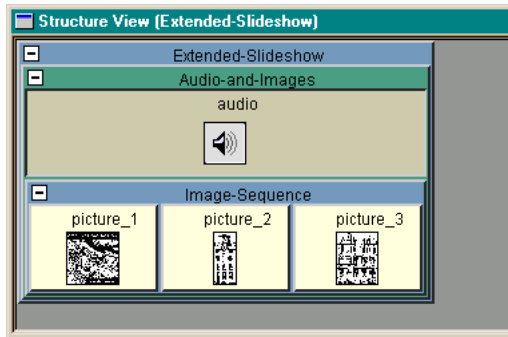 Structure View (Extended-Slideshow)
Extended-Slideshow
Audio-and-Images
audio
Image-Sequence
picture_1 picture_2 picture_3